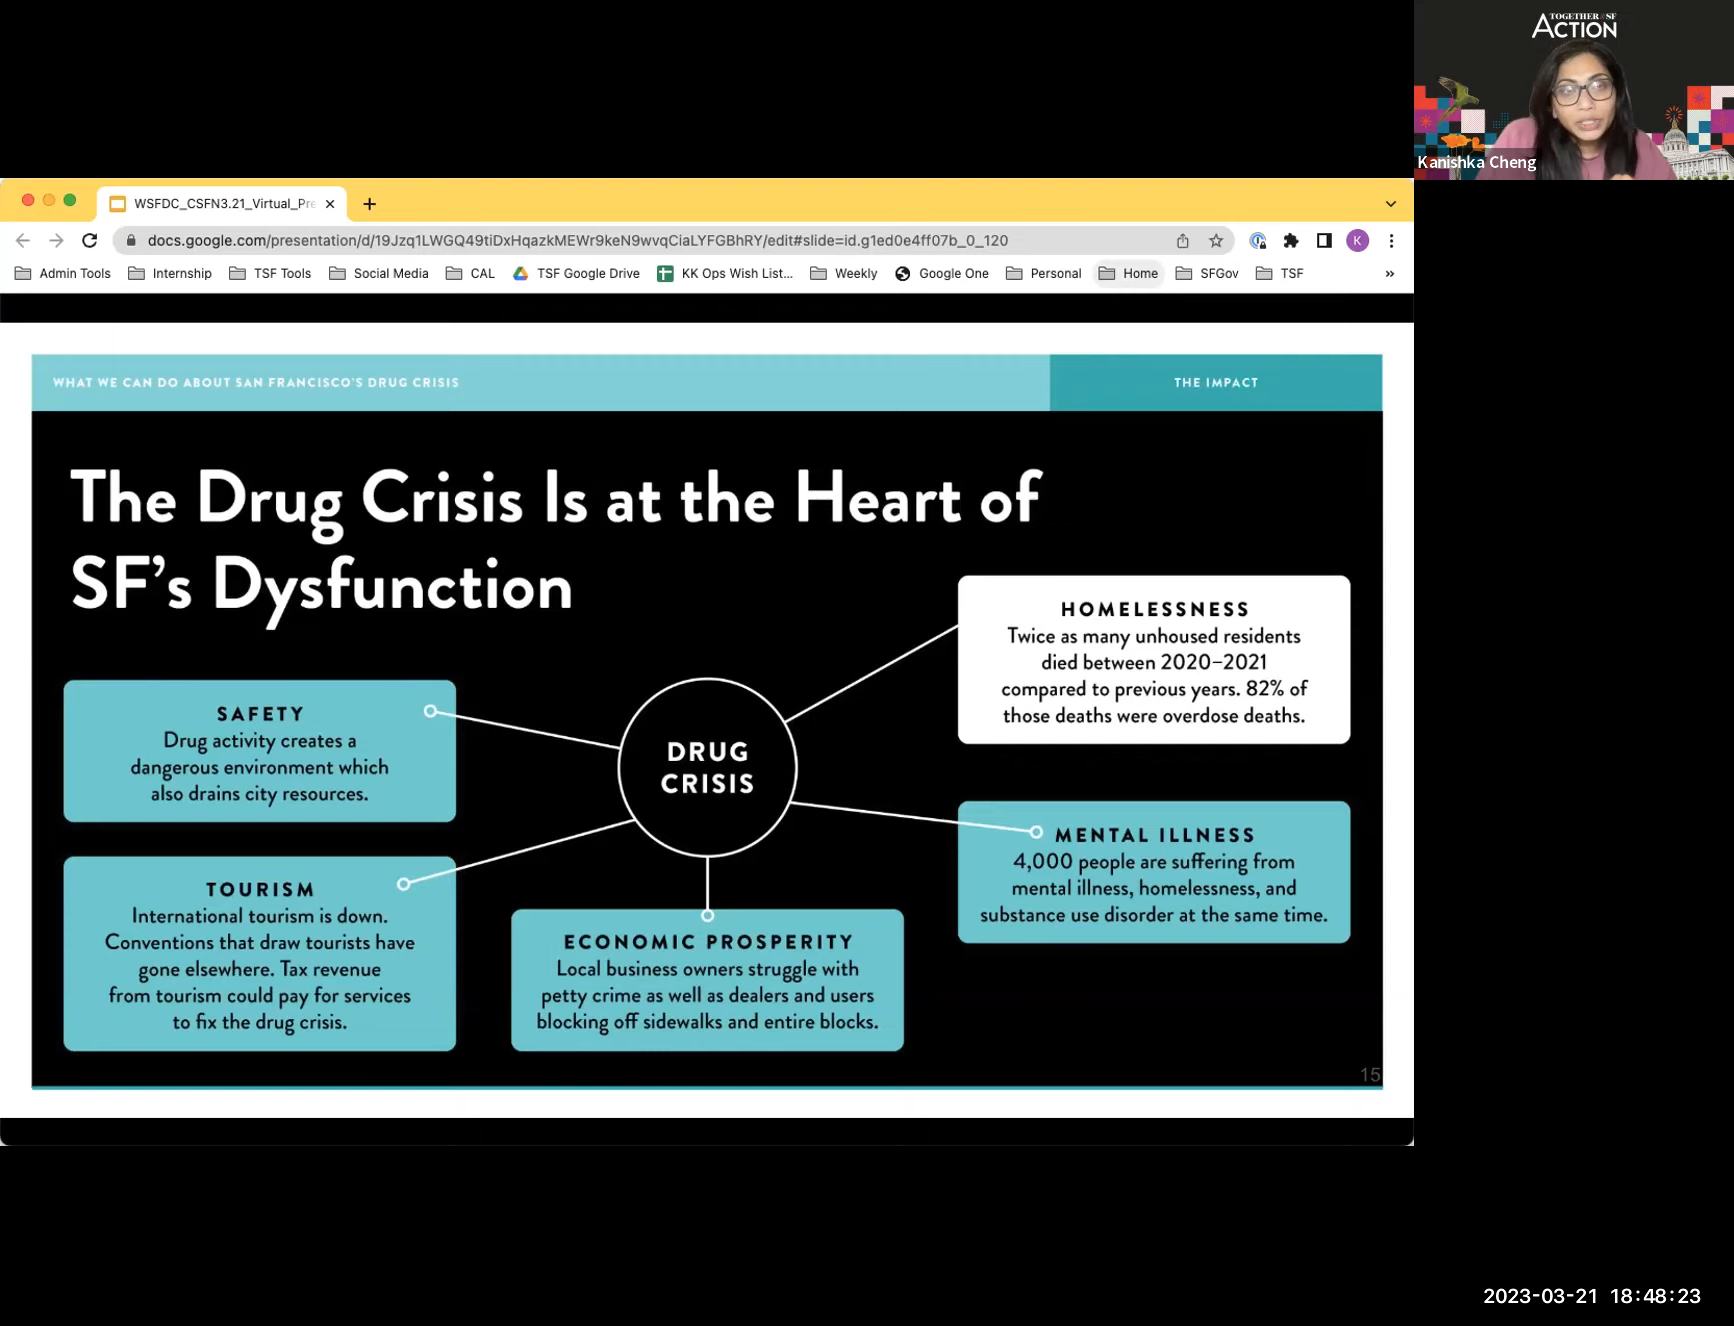 TOGETHER SF
ACTION
Kanishka Cheng
WSFDC_CSFN3.21_Virtual_Pre
docs.google.com/presentation/d/19Jzq1LWGQ49tiDxHqazkMEWr9keN9wvqCiaLYFGBhRY/edit#slide=id.g1ed0e4ff07b_0_120
K
Admin Tools Internship TSF Tools Social Media CAL TSF Google Drive KK Ops Wish List... Weekly Google One Personal Home SFGov TSF »
WHAT WE CAN DO ABOUT SAN FRANCISCO'S DRUG CRISIS
THE IMPACT
The Drug Crisis Is at the Heart of
SF's Dysfunction
HOMELESSNESS
Twice as many unhoused residents
died between 2020–2021
compared to previous years. 82% of
those deaths were overdose deaths.
SAFETY
Drug activity creates a
dangerous environment which
also drains city resources.
DRUG
CRISIS
MENTAL ILLNESS
4,000 people are suffering from
mental illness, homelessness, and
substance use disorder at the same time.
TOURISM
International tourism is down.
Conventions that draw tourists have
gone elsewhere. Tax revenue
from tourism could pay for services
to fix the drug crisis.
ECONOMIC PROSPERITY
Local business owners struggle with
petty crime as well as dealers and users
blocking off sidewalks and entire blocks.
15
2023-03-21 18:48:23